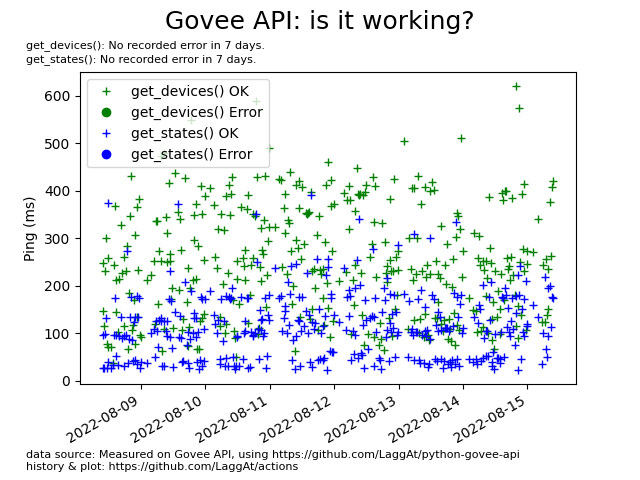 Govee API: is it working?
get_devices(): No recorded error in 7 days.
get_states(): No recorded error in 7 days.
get_devices() OK
get_devices() Error
get_states() OK
get_states() Error
Ping (ms)
600
500
400
300
200
100
0
2022-08-09
2022-08-10
2022-08-11
2022-08-12
2022-08-13
2022-08-14
2022-08-15
data source: Measured on Govee API, using https://github.com/LaggAt/python-govee-api
history & plot: https://github.com/LaggAt/actions